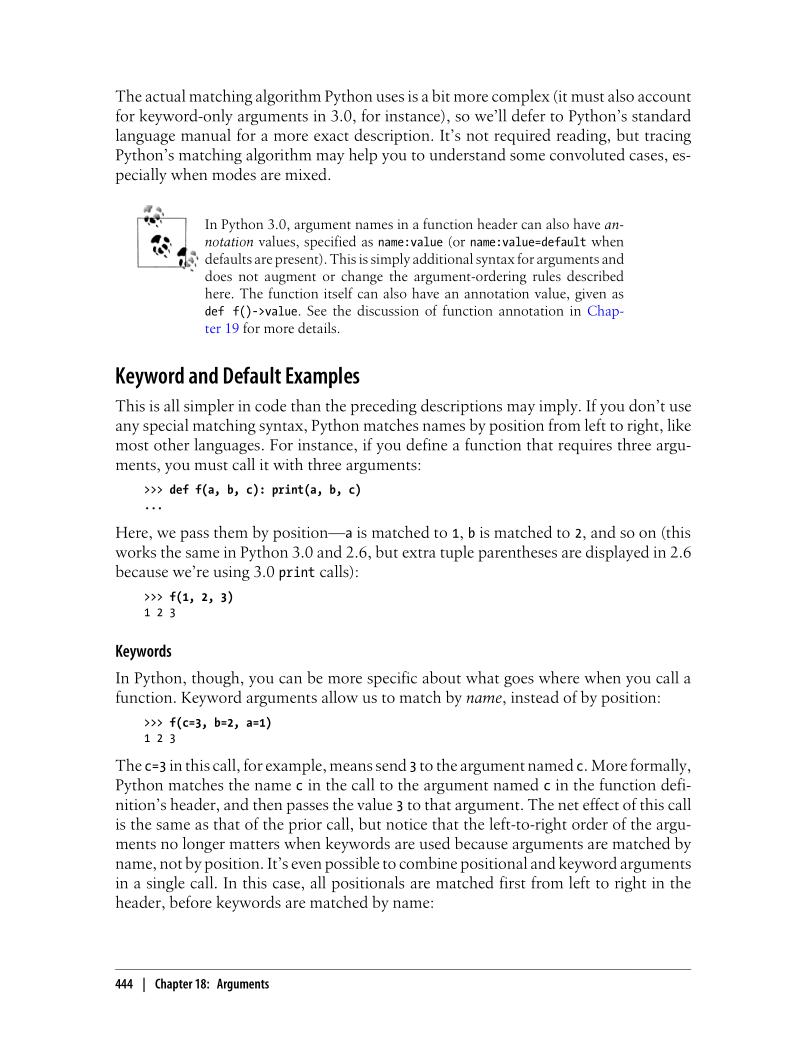 The actual matching algorithm Python uses is a bit more complex (it must also account
for keyword-only arguments in 3.0, for instance), so we’ll defer to Python’s standard
language manual for a more exact description. It’s not required reading, but tracing
Python’s matching algorithm may help you to understand some convoluted cases, es-
pecially when modes are mixed.
In Python 3.0, argument names in a function header can also have an-
notation values, specified as name:value (or name:value=default when
defaults are present). This is simply additional syntax for arguments and
does not augment or change the argument-ordering rules described
here. The function itself can also have an annotation value, given as
def f()->value. See the discussion of function annotation in Chap-
ter 19 for more details.
Keyword and Default Examples
This is all simpler in code than the preceding descriptions may imply. If you don’t use
any special matching syntax, Python matches names by position from left to right, like
most other languages. For instance, if you define a function that requires three argu-
ments, you must call it with three arguments:
>>> def f(a, b, c): print(a, b, c)
...
Here, we pass them by position—a is matched to 1, b is matched to 2, and so on (this
works the same in Python 3.0 and 2.6, but extra tuple parentheses are displayed in 2.6
because we’re using 3.0 print calls):
>>> f(1, 2, 3)
1 2 3
Keywords
In Python, though, you can be more specific about what goes where when you call a
function. Keyword arguments allow us to match by name, instead of by position:
>>> f(c=3, b=2, a=1)
1 2 3
The c=3 in this call, for example, means send 3 to the argument named c. More formally,
Python matches the name c in the call to the argument named c in the function defi-
nition’s header, and then passes the value 3 to that argument. The net effect of this call
is the same as that of the prior call, but notice that the left-to-right order of the argu-
ments no longer matters when keywords are used because arguments are matched by
name, not by position. It’s even possible to combine positional and keyword arguments
in a single call. In this case, all positionals are matched first from left to right in the
header, before keywords are matched by name:
444 | Chapter 18: Arguments